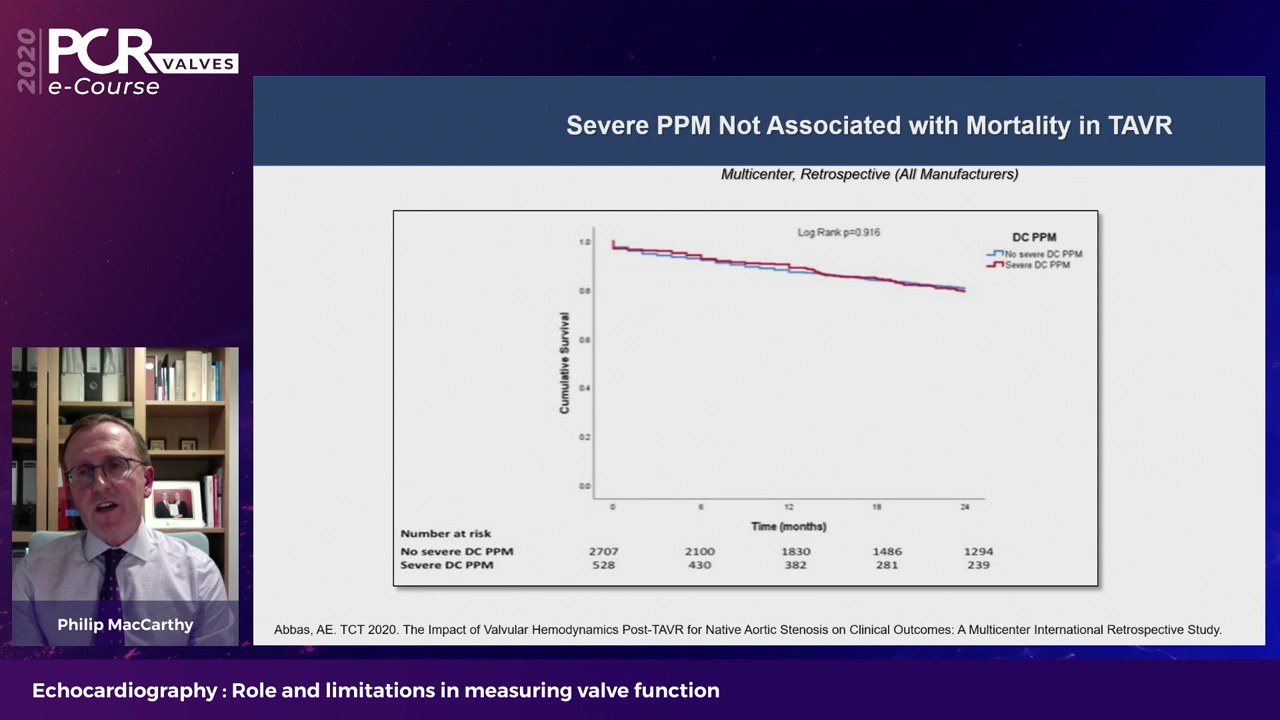 2020
PCR
VALVES
e-Course
Severe PPM Not Associated with Mortality in TAVR
Multicenter, Retrospective (All Manufacturers)
Log Rank p=0.916
DC PPM
No severe DC PPM
Severe DC PPM
Cumulative Survival
1.0
0.8
0.6
0.4
0.2
0.0
0 6 12 18 24
Time (months)
Number at risk
No severe DC PPM 2707 2100 1830 1486 1294
Severe DC PPM 528 430 382 281 239
Abbas, AE. TCT 2020. The Impact of Valvular Hemodynamics Post-TAVR for Native Aortic Stenosis on Clinical Outcomes: A Multicenter International Retrospective Study.
Philip MacCarthy
Echocardiography : Role and limitations in measuring valve function